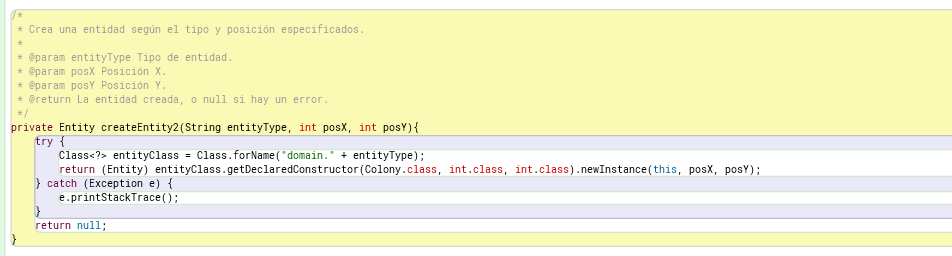 /*
 * Crea una entidad según el tipo y posición especificados.
 *
 * @param entityType Tipo de entidad.
 * @param posX Posición X.
 * @param posY Posición Y.
 * @return La entidad creada, o null si hay un error.
 */
private Entity createEntity2(String entityType, int posX, int posY){
    try {
        Class<?> entityClass = Class.forName("domain." + entityType);
        return (Entity) entityClass.getDeclaredConstructor(Colony.class, int.class, int.class).newInstance(this, posX, posY);
    } catch (Exception e) {
        e.printStackTrace();
    }
    return null;
}